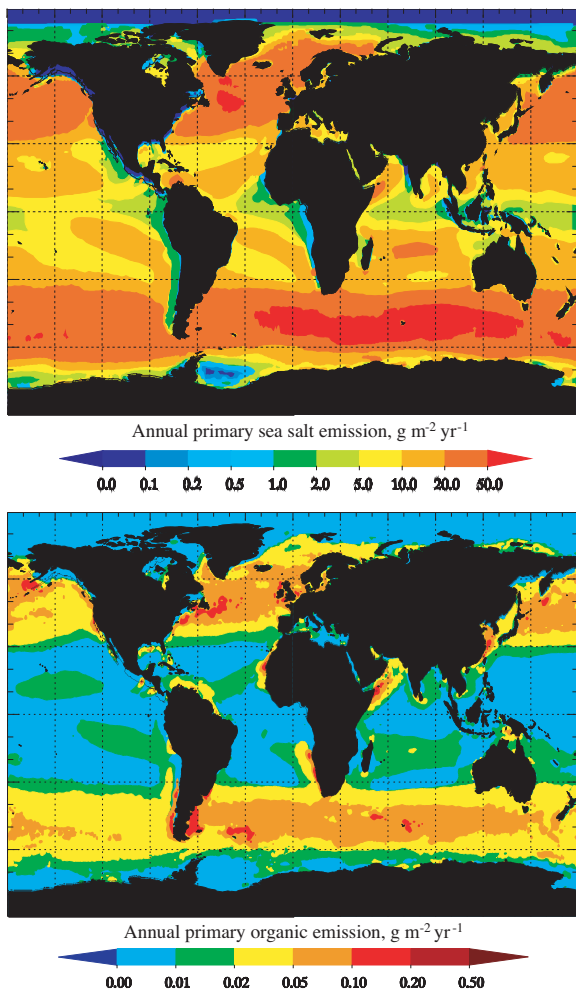 Annual primary sea salt emission, g m⁻² yr⁻¹
0.0 0.1 0.2 0.5 1.0 2.0 5.0 10.0 20.0 50.0
Annual primary organic emission, g m⁻² yr⁻¹
0.00 0.01 0.02 0.05 0.10 0.20 0.50